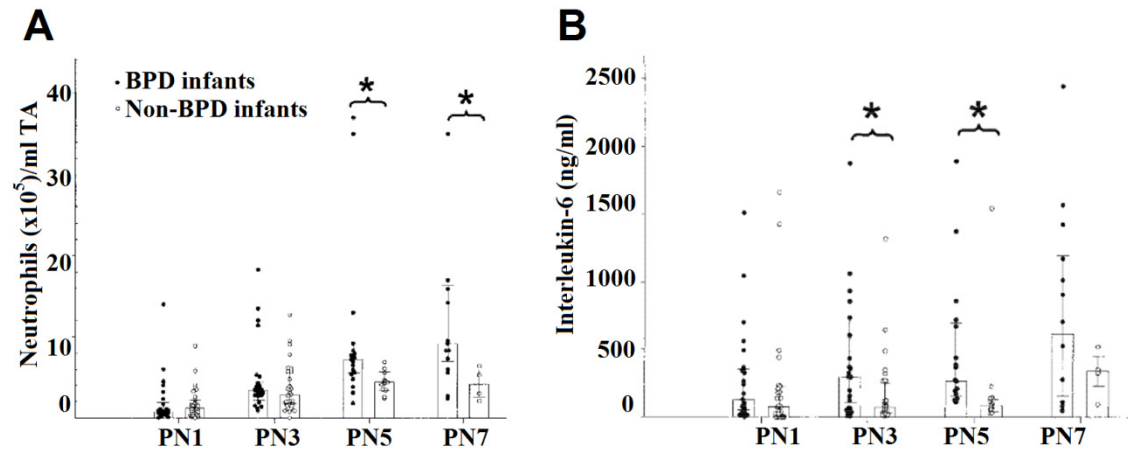 A
Neutrophils (x10⁵)/ml TA
BPD infants
Non-BPD infants
*
*
40
30
20
10
0
PN1 PN3 PN5 PN7
B
Interleukin-6 (ng/ml)
*
*
2500
2000
1500
1000
500
0
PN1 PN3 PN5 PN7